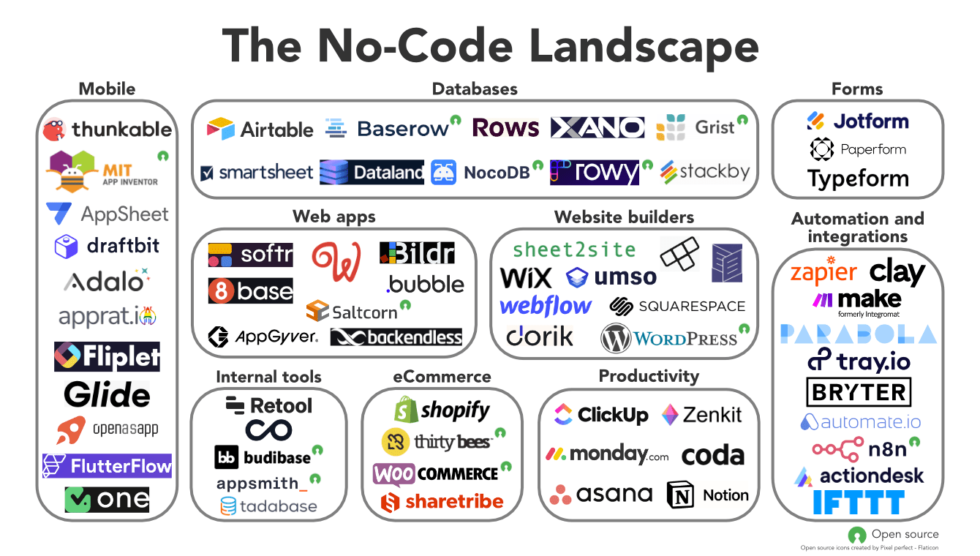 The No-Code Landscape
Mobile
thunkable
MIT
APP INVENTOR
AppSheet
draftbit
Adalo
apprat.io
Fliplet
Glide
openasapp
FlutterFlow
one
Databases
Airtable
Baserow
Rows
XANO
Grist
smartsheet
Dataland
NocoDB
rowy
stackby
Forms
Jotform
Paperform
Typeform
Web apps
softr
W
Bildr
8base
.bubble
Saltcorn
AppGyver.
backendless
Website builders
sheet2site
WiX
umso
webflow
SQUARESPACE
dorik
WORDPRESS
Automation and
integrations
zapier
clay
make
formerly Integromat
PARABOLA
tray.io
BRYTER
automate.io
n8n
actiondesk
IFTTT
Internal tools
Retool
bb budibase
appsmith_
tadabase
eCommerce
shopify
thirty bees
WOO COMMERCE
sharetribe
Productivity
ClickUp
Zenkit
monday.com
coda
asana
N Notion
Open source
Open source icons created by Pixel perfect - Flaticon